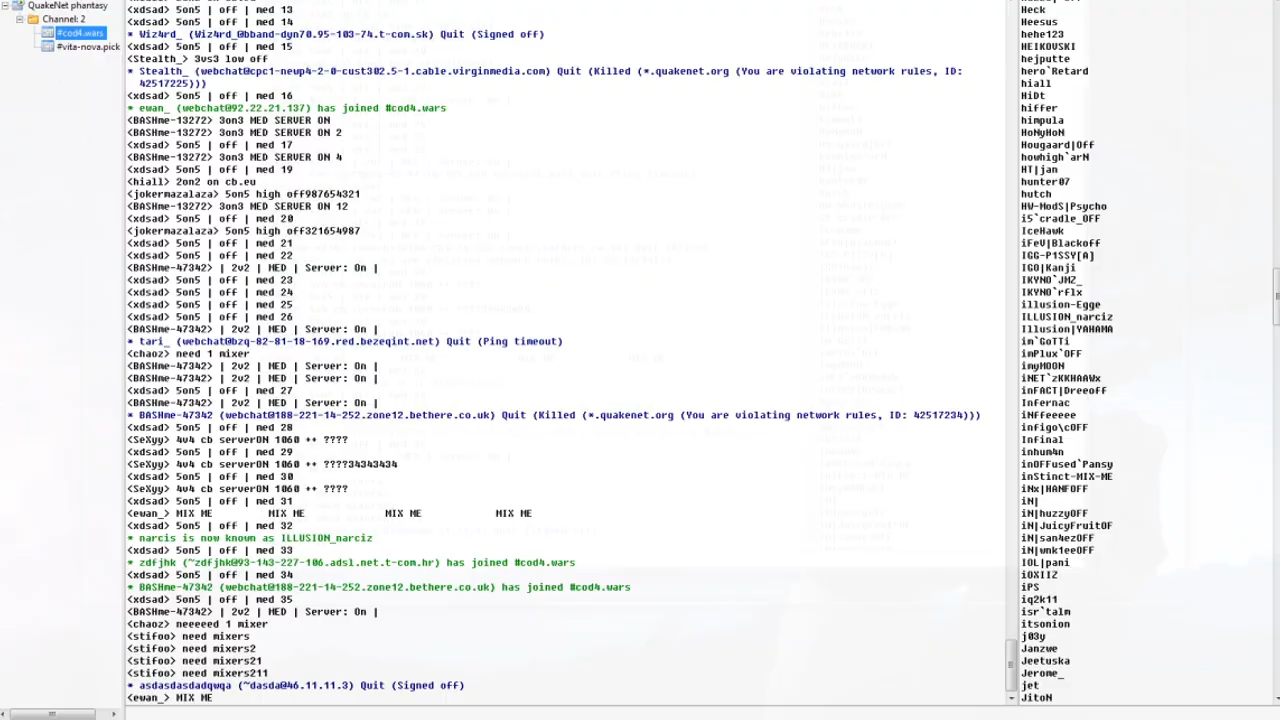 QuakeNet phantasy
Channel: 2
#cod4.wars
#vita-nova.pick
<xdsad> 5on5 | off | med 13
<xdsad> 5on5 | off | med 14
* Wiz4rd_ (Wiz4rd_@bband-dyn70.95-103-74.t-com.sk) Quit (Signed off)
<xdsad> 5on5 | off | med 15
<Stealth_> 3vs3 low off
* Stealth_ (webchat@cpc1-newp4-2-0-cust302.5-1.cable.virginmedia.com) Quit (Killed (*.quakenet.org (You are violating network rules, ID:
42517225)))
<xdsad> 5on5 | off | med 16
* ewan_ (webchat@92.22.21.137) has joined #cod4.wars
<BASHme-13272> 3on3 MED SERVER ON
<BASHme-13272> 3on3 MED SERVER ON 2
<xdsad> 5on5 | off | med 17
<BASHme-13272> 3on3 MED SERVER ON 4
<xdsad> 5on5 | off | med 19
<hiall> 2on2 on cb.eu
<jokermazalaza> 5on5 high off987654321
<BASHme-13272> 3on3 MED SERVER ON 12
<xdsad> 5on5 | off | med 20
<jokermazalaza> 5on5 high off321654987
<xdsad> 5on5 | off | med 21
<xdsad> 5on5 | off | med 22
<BASHme-47342> | 2v2 | MED | Server: On |
<xdsad> 5on5 | off | med 23
<xdsad> 5on5 | off | med 24
<xdsad> 5on5 | off | med 25
<xdsad> 5on5 | off | med 26
<BASHme-47342> | 2v2 | MED | Server: On |
* tari_ (webchat@bzq-82-81-18-169.red.bezeqint.net) Quit (Ping timeout)
<chaoz> need 1 mixer
<BASHme-47342> | 2v2 | MED | Server: On |
<BASHme-47342> | 2v2 | MED | Server: On |
<xdsad> 5on5 | off | med 27
<BASHme-47342> | 2v2 | MED | Server: On |
* BASHme-47342 (webchat@188-221-14-252.zone12.bethere.co.uk) Quit (Killed (*.quakenet.org (You are violating network rules, ID: 42517234)))
<xdsad> 5on5 | off | med 28
<SeXyy> 4v4 cb serverON 1060 ++ ????
<xdsad> 5on5 | off | med 29
<SeXyy> 4v4 cb serverON 1060 ++ ????34343434
<xdsad> 5on5 | off | med 30
<SeXyy> 4v4 cb serverON 1060 ++ ????
<xdsad> 5on5 | off | med 31
<ewan_> MIX ME MIX ME MIX ME MIX ME
<xdsad> 5on5 | off | med 32
* narcis is now known as ILLUSION_narciz
<xdsad> 5on5 | off | med 33
* zdfjhk (~zdfjhk@93-143-227-106.adsl.net.t-com.hr) has joined #cod4.wars
<xdsad> 5on5 | off | med 34
* BASHme-47342 (webchat@188-221-14-252.zone12.bethere.co.uk) has joined #cod4.wars
<xdsad> 5on5 | off | med 35
<BASHme-47342> | 2v2 | MED | Server: On |
<chaoz> neeeeed 1 mixer
<stifoo> need mixers
<stifoo> need mixers2
<stifoo> need mixers21
<stifoo> need mixers211
* asdasdasdadqwqa (~dasda@46.11.11.3) Quit (Signed off)
<ewan_> MIX ME
Heck
Heesus
hehe123
HEIKOVSKI
hejputte
hero`Retard
hiall
HiDt
hiffer
himpula
HoNyHoN
Hougaard|Off
howhigh`arN
HT|jan
hunter07
hutch
HW-ModS|Psycho
i5`cradle_OFF
IceHawk
iFeV|Blackoff
IGG-P1SSY[A]
IGO|Kanji
IKYNO`JMZ_
IKYNO`rflx
illusion-Egge
ILLUSION_narciz
Illusion|YAHAMA
im`GoTTi
imPlux`OFF
imyMOON
iNET`zKKHAAWx
inFACT|Dreeoff
Infernac
iNffeeeee
infigo\cOFF
Infinal
inhum4n
inOFFused`Pansy
inStinct-MIX-ME
iNx|HANFOFF
iN|
iN|huzzyOFF
iN|JuicyFruitOF
iN|san4ezOFF
iN|wnk1eeOFF
IOL|pani
iOXIIZ
iPS
iq2k11
isr`talm
itsonion
j03y
Janzwe
Jeetuska
Jerome_
jet
JitoN